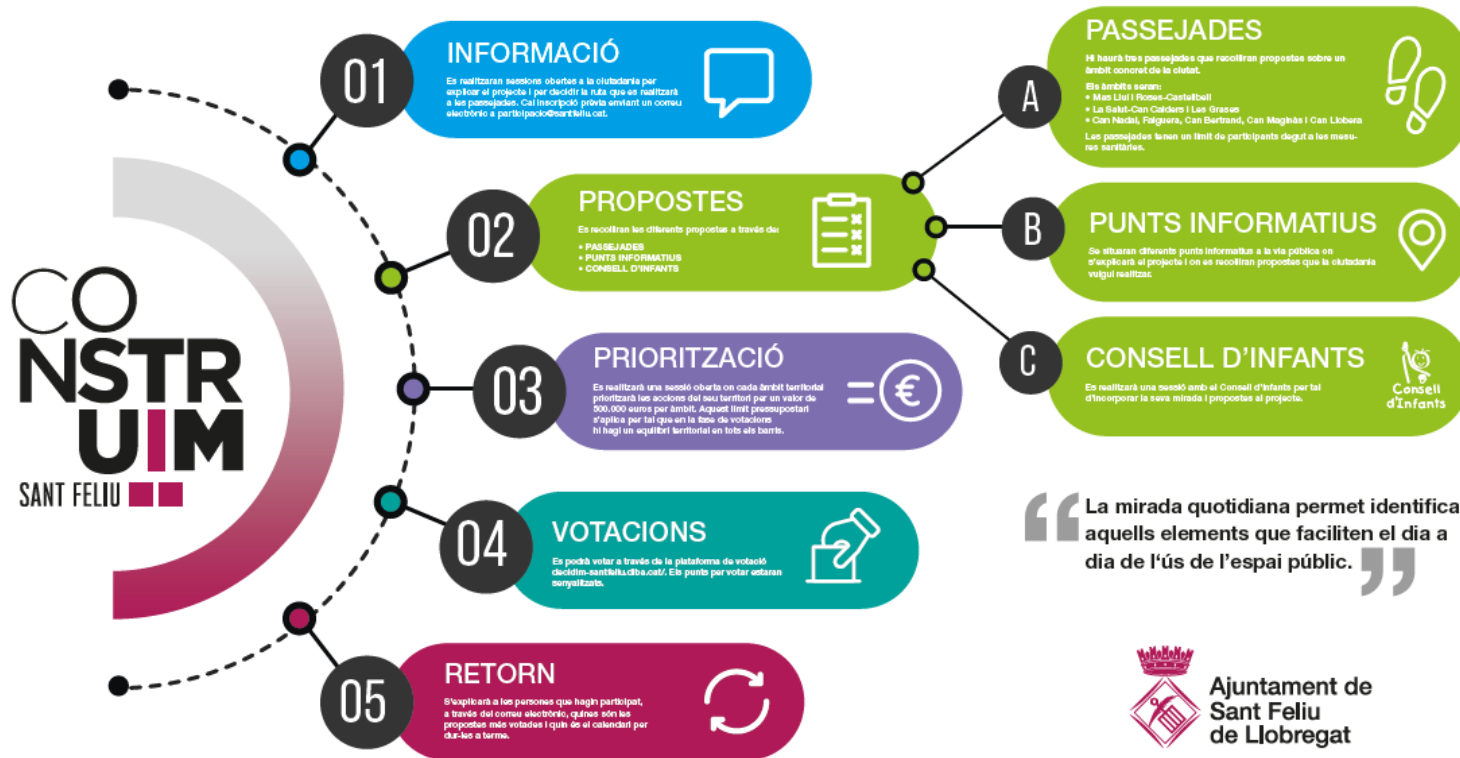 CO
NSTR
UIM
SANT FELIU
01
INFORMACIÓ
Es realitzaran sessions obertes a la ciutadania per
explicar el projecte i per decidir la ruta que es realitzarà
a les passejades. Cal inscripció prèvia enviant un correu
electrònic a participacio@santfeliu.cat.
02
PROPOSTES
Es recolliran les diferents propostes a través de:
• PASSEJADES
• PUNTS INFORMATIUS
• CONSELL D'INFANTS
A
PASSEJADES
Hi haurà tres passejades que recolliran propostes sobre un
àmbit concret de la ciutat.
Els àmbits seran:
• Mas Lluí i Roses-Castellbell
• La Salut-Can Calders i Les Grases
• Can Nadal, Falguera, Can Bertrand, Can Maginàs i Can Llobera
Les passejades tenen un límit de participants degut a les mesu-
res sanitàries.
B
PUNTS INFORMATIUS
Se situaran diferents punts informatius a la via pública on
s'explicarà el projecte i on es recolliran propostes que la ciutadania
vulgui realitzar.
C
CONSELL D'INFANTS
Es realitzarà una sessió amb el Consell d'Infants per tal
d'incorporar la seva mirada i propostes al projecte.
Consell
d'Infants
03
PRIORITZACIÓ
Es realitzarà una sessió oberta on cada àmbit territorial
prioritzarà les accions del seu territori per un valor de
500.000 euros per àmbit. Aquest límit pressupostari
s'aplica per tal que en la fase de votacions
hi hagi un equilibri territorial en tots els barris.
= €
04
VOTACIONS
Es podrà votar a través de la plataforma de votació
decidim-santfeliu.diba.cat/. Els punts per votar estaran
senyalitzats.
05
RETORN
S'explicarà a les persones que hagin participat,
a través del correu electrònic, quines són les
propostes més votades i quin és el calendari per
dur-les a terme.
“La mirada quotidiana permet identifica
aquells elements que faciliten el dia a
dia de l‘ús de l’espai públic.”
Ajuntament de
Sant Feliu
de Llobregat